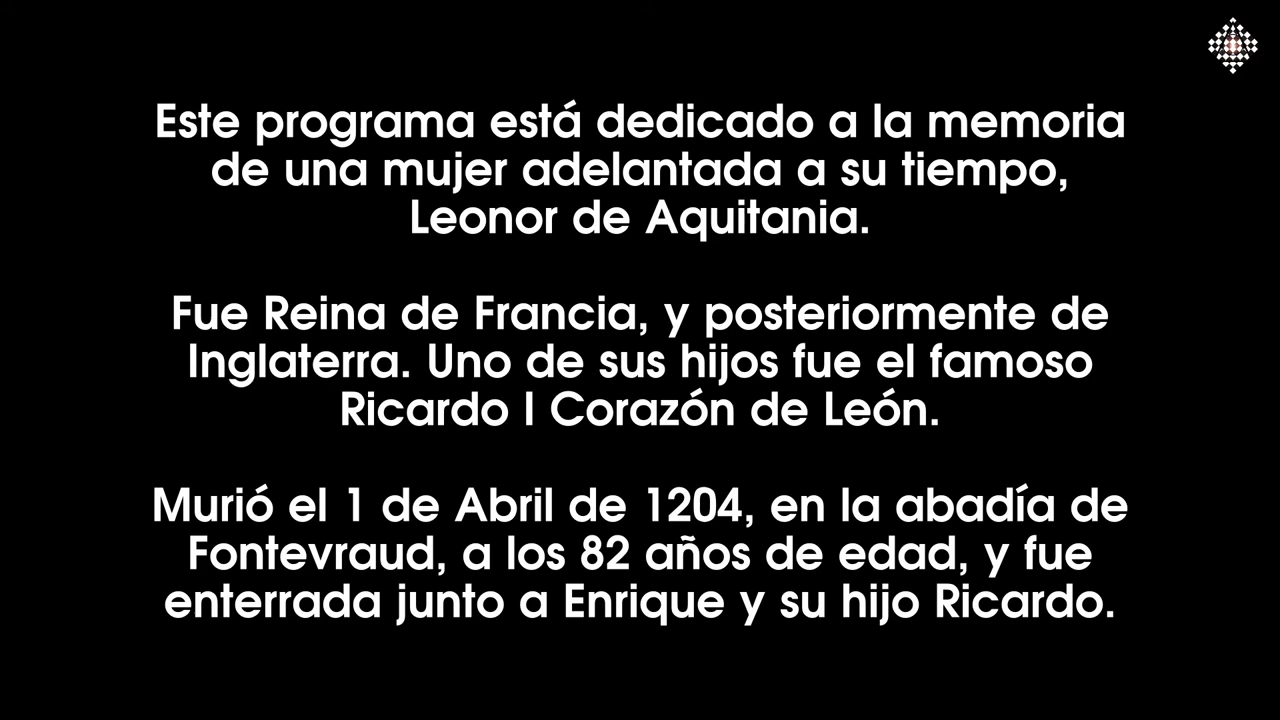 Este programa está dedicado a la memoria
de una mujer adelantada a su tiempo,
Leonor de Aquitania.
Fue Reina de Francia, y posteriormente de
Inglaterra. Uno de sus hijos fue el famoso
Ricardo I Corazón de León.
Murió el 1 de Abril de 1204, en la abadía de
Fontevraud, a los 82 años de edad, y fue
enterrada junto a Enrique y su hijo Ricardo.